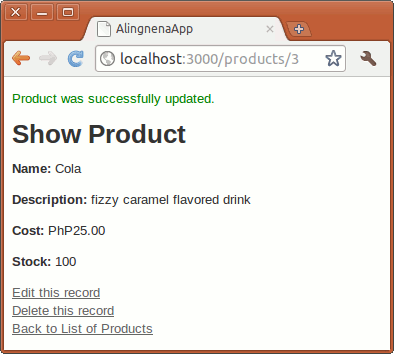 AlingnenaApp
localhost:3000/products/3
Product was successfully updated.
Show Product
Name: Cola
Description: fizzy caramel flavored drink
Cost: PhP25.00
Stock: 100
Edit this record
Delete this record
Back to List of Products